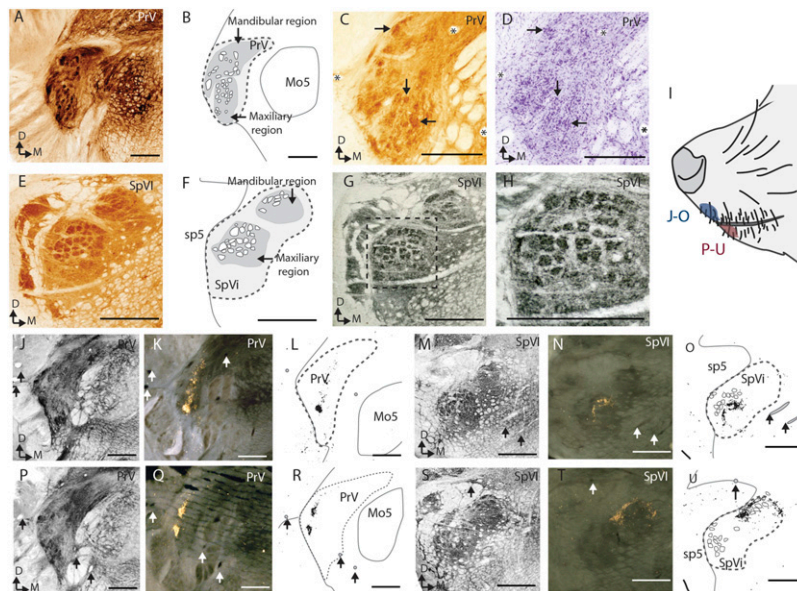 A PrV
D
M
B
Mandibular region
PrV
Mo5
Maxiliary
region
C PrV
*
*
*
D
M
D PrV
*
*
*
I
J-O
P-U
E SpVI
D
M
F
Mandibular region
sp5
Maxiliary
region
SpVi
G SpVI
D
M
H SpVI
J PrV
D
M
K PrV
L
PrV
Mo5
M SpVI
D
M
N SpVI
O
sp5
SpVi
P PrV
D
M
Q PrV
R
PrV
Mo5
S SpVI
D
M
T SpVI
U
sp5
SpVi